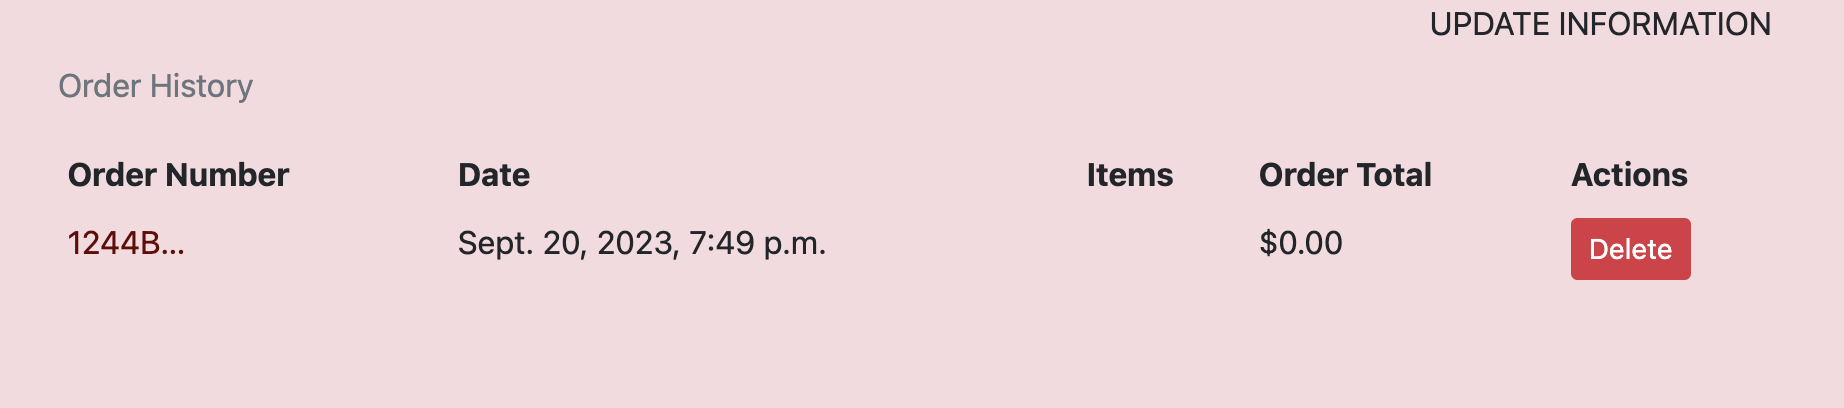 UPDATE INFORMATION
Order History
Order Number Date Items Order Total Actions
1244B... Sept. 20, 2023, 7:49 p.m. $0.00 Delete